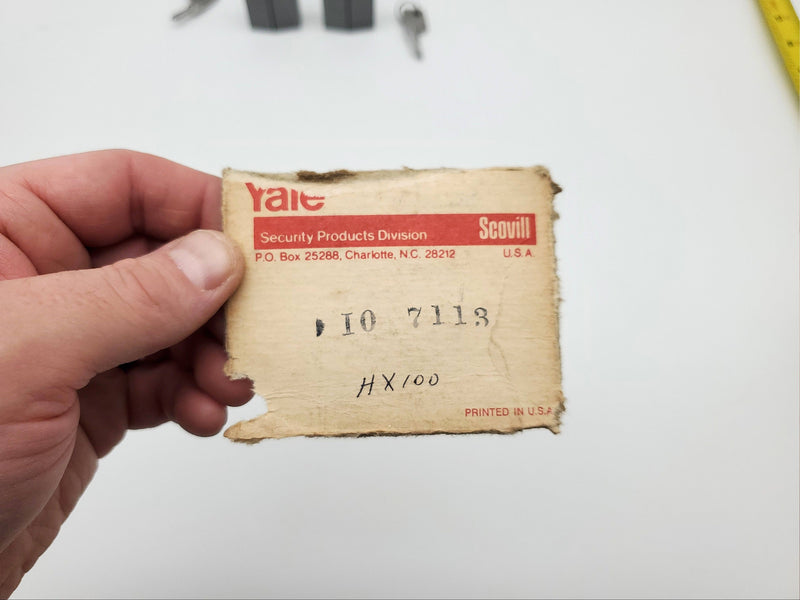 Yale
Security Products Division Scovill
P.O. Box 25288, Charlotte, N.C. 28212 U.S.A.
IO 7113
HX100
PRINTED IN U.S.A